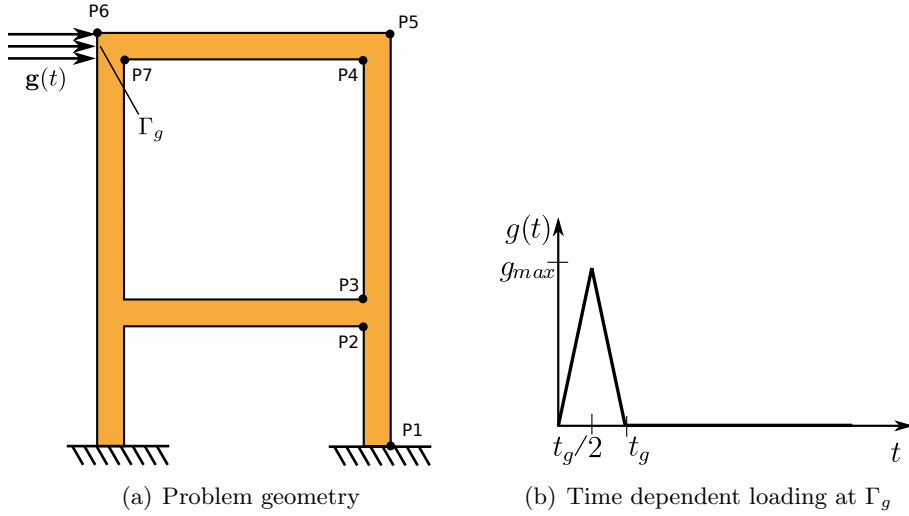 P6
P5
g(t)
P7
P4
Γg
P3
P2
P1
g(t)
gmax
tg/2
tg
t
(a) Problem geometry
(b) Time dependent loading at Γg